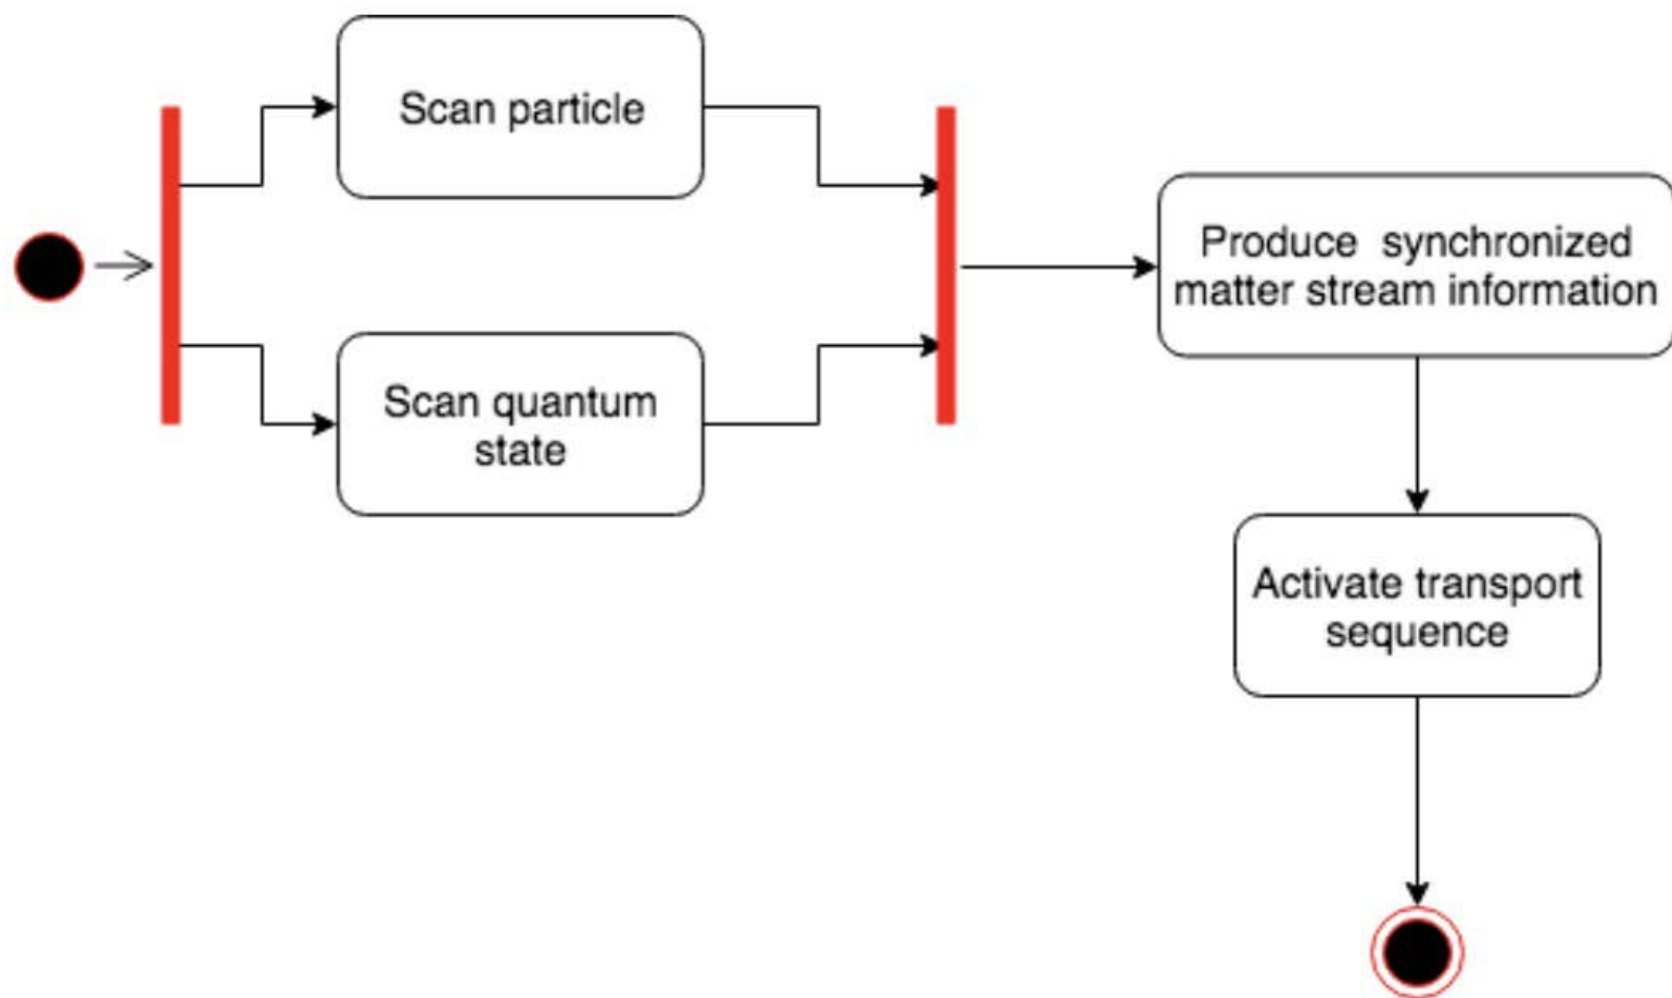 Scan particle
Scan quantum
state
Produce  synchronized
matter stream information
Activate transport
sequence